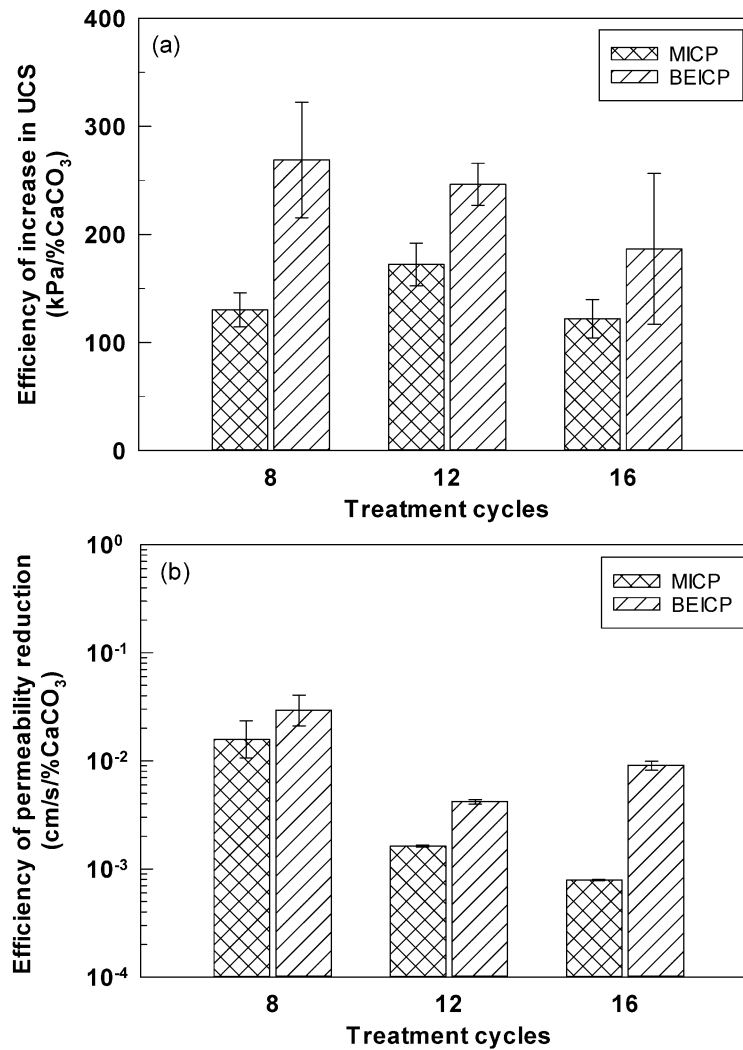 (a)
MICP
BEICP
Efficiency of increase in UCS
(kPa/%CaCO₃)
400
300
200
100
0
8 12 16
Treatment cycles
(b)
MICP
BEICP
Efficiency of permeability reduction
(cm/s/%CaCO₃)
10⁰
10⁻¹
10⁻²
10⁻³
10⁻⁴
8 12 16
Treatment cycles